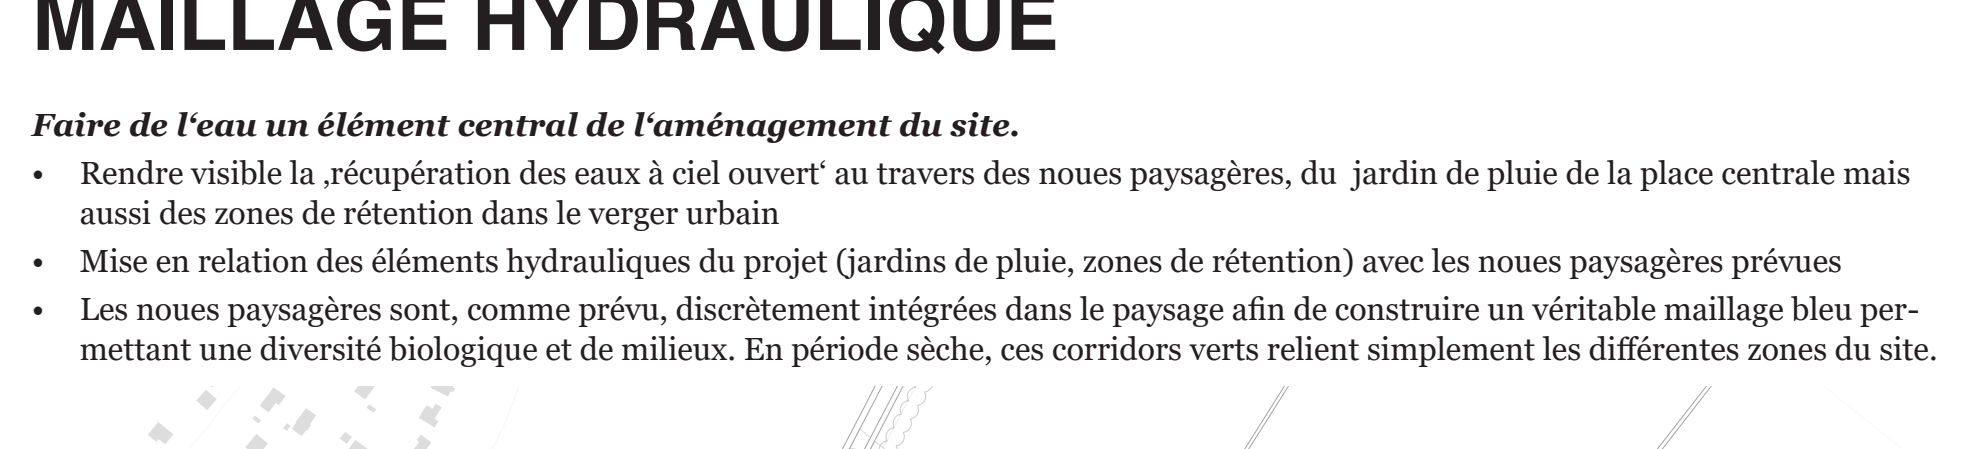 MAILLAGE HYDRAULIQUE
Faire de l‘eau un élément central de l‘aménagement du site.
• Rendre visible la ‚récupération des eaux à ciel ouvert‘ au travers des noues paysagères, du  jardin de pluie de la place centrale mais
aussi des zones de rétention dans le verger urbain
• Mise en relation des éléments hydrauliques du projet (jardins de pluie, zones de rétention) avec les noues paysagères prévues
• Les noues paysagères sont, comme prévu, discrètement intégrées dans le paysage afin de construire un véritable maillage bleu per-
mettant une diversité biologique et de milieux. En période sèche, ces corridors verts relient simplement les différentes zones du site.